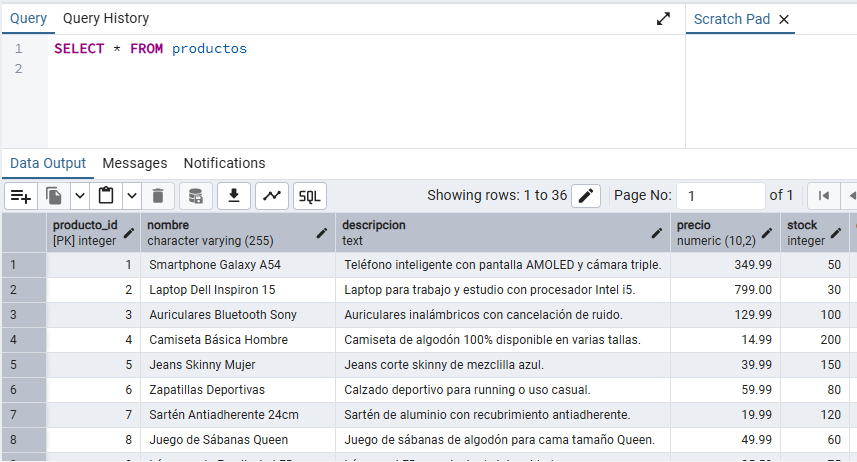 Query Query History Scratch Pad
1 SELECT * FROM productos
2
Data Output Messages Notifications
SQL Showing rows: 1 to 36 Page No: 1 of 1
producto_id nombre descripcion precio stock
[PK] integer character varying (255) text numeric (10,2) integer
1 1 Smartphone Galaxy A54 Teléfono inteligente con pantalla AMOLED y cámara triple. 349.99 50
2 2 Laptop Dell Inspiron 15 Laptop para trabajo y estudio con procesador Intel i5. 799.00 30
3 3 Auriculares Bluetooth Sony Auriculares inalámbricos con cancelación de ruido. 129.99 100
4 4 Camiseta Básica Hombre Camiseta de algodón 100% disponible en varias tallas. 14.99 200
5 5 Jeans Skinny Mujer Jeans corte skinny de mezclilla azul. 39.99 150
6 6 Zapatillas Deportivas Calzado deportivo para running o uso casual. 59.99 80
7 7 Sartén Antiadherente 24cm Sartén de aluminio con recubrimiento antiadherente. 19.99 120
8 8 Juego de Sábanas Queen Juego de sábanas de algodón para cama tamaño Queen. 49.99 60